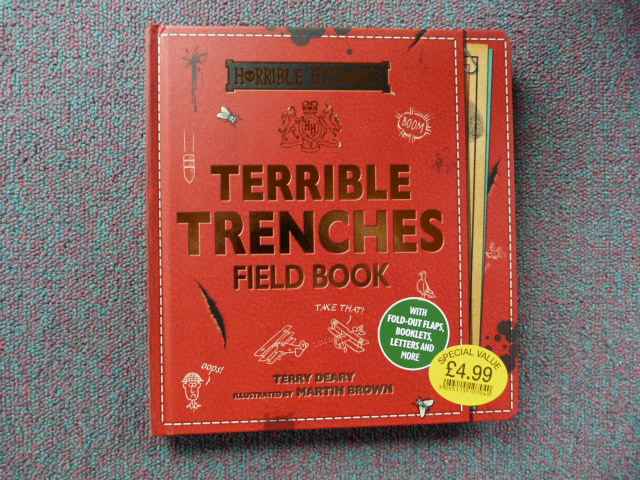 HORRIBLE HISTORIES
HH
BOOM
TERRIBLE
TRENCHES
FIELD BOOK
TAKE THAT!
WITH
FOLD-OUT FLAPS,
BOOKLETS,
LETTERS AND
MORE
OOPS!
SPECIAL VALUE
£4.99
TERRY DEARY
ILLUSTRATED BY MARTIN BROWN